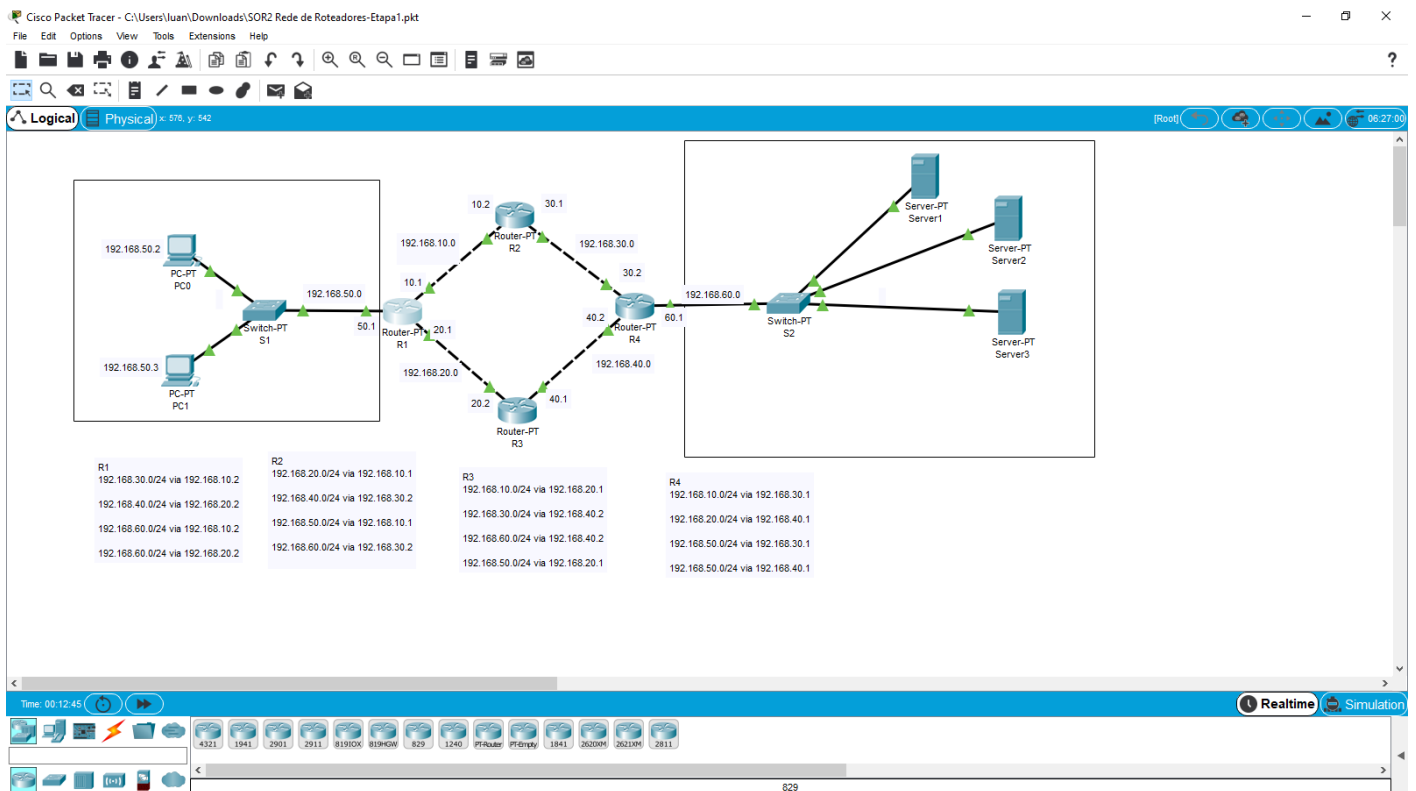 Cisco Packet Tracer - C:\Users\luan\Downloads\SOR2 Rede de Roteadores-Etapa1.pkt
File Edit Options View Tools Extensions Help
?
Logical
Physical
x: 578, y: 542
[Root]
06:27:00
192.168.50.2
PC-PT
PC0
192.168.50.3
PC-PT
PC1
Switch-PT
S1
192.168.50.0
50.1
Router-PT
R1
10.1
20.1
192.168.10.0
192.168.20.0
10.2
30.1
Router-PT
R2
192.168.30.0
30.2
20.2
40.1
Router-PT
R3
192.168.40.0
40.2
60.1
Router-PT
R4
192.168.60.0
Switch-PT
S2
Server-PT
Server1
Server-PT
Server2
Server-PT
Server3
R1
192.168.30.0/24 via 192.168.10.2
192.168.40.0/24 via 192.168.20.2
192.168.60.0/24 via 192.168.10.2
192.168.60.0/24 via 192.168.20.2
R2
192.168.20.0/24 via 192.168.10.1
192.168.40.0/24 via 192.168.30.2
192.168.50.0/24 via 192.168.10.1
192.168.60.0/24 via 192.168.30.2
R3
192.168.10.0/24 via 192.168.20.1
192.168.30.0/24 via 192.168.40.2
192.168.60.0/24 via 192.168.40.2
192.168.50.0/24 via 192.168.20.1
R4
192.168.10.0/24 via 192.168.30.1
192.168.20.0/24 via 192.168.40.1
192.168.50.0/24 via 192.168.30.1
192.168.50.0/24 via 192.168.40.1
Time: 00:12:45
Realtime
Simulation
4321 1941 2901 2911 819IOX 819HGW 829 1240 PT-Router PT-Empty 1841 2620XM 2621XM 2811
829